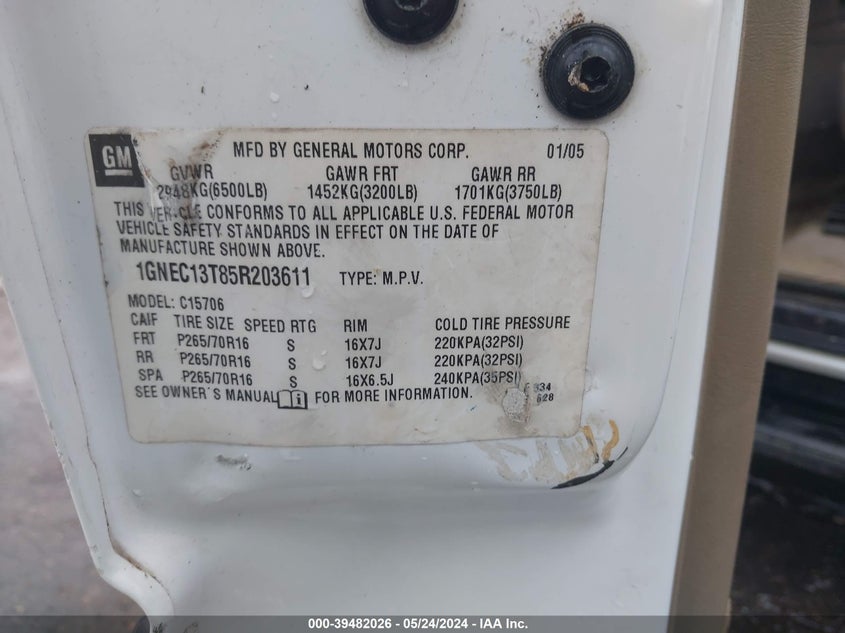 GM
MFD BY GENERAL MOTORS CORP. 01/05
GVWR GAWR FRT GAWR RR
2948KG(6500LB) 1452KG(3200LB) 1701KG(3750LB)
THIS VEHICLE CONFORMS TO ALL APPLICABLE U.S. FEDERAL MOTOR
VEHICLE SAFETY STANDARDS IN EFFECT ON THE DATE OF
MANUFACTURE SHOWN ABOVE.
1GNEC13T85R203611 TYPE: M.P.V.
MODEL: C15706
CAIF TIRE SIZE SPEED RTG RIM COLD TIRE PRESSURE
FRT P265/70R16 S 16X7J 220KPA(32PSI)
RR P265/70R16 S 16X7J 220KPA(32PSI)
SPA P265/70R16 S 16X6.5J 240KPA(35PSI)
SEE OWNER'S MANUAL FOR MORE INFORMATION.
628
000-39482026 - 05/24/2024 - IAA Inc.